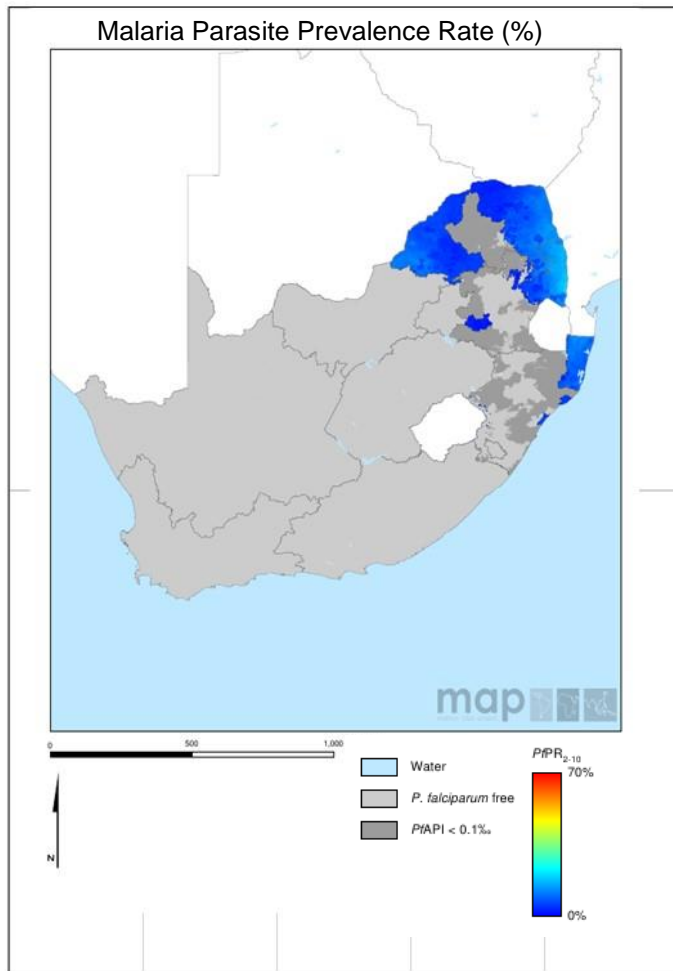 Malaria Parasite Prevalence Rate (%)
map
0 500 1,000
N
Water
P. falciparum free
PfAPI < 0.1‰
PfPR2-10
70%
0%